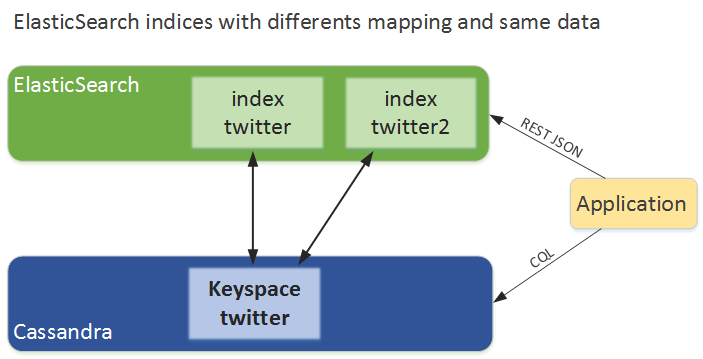 ElasticSearch indices with differents mapping and same data
ElasticSearch
index
twitter
index
twitter2
REST JSON
Application
CQL
Keyspace
twitter
Cassandra